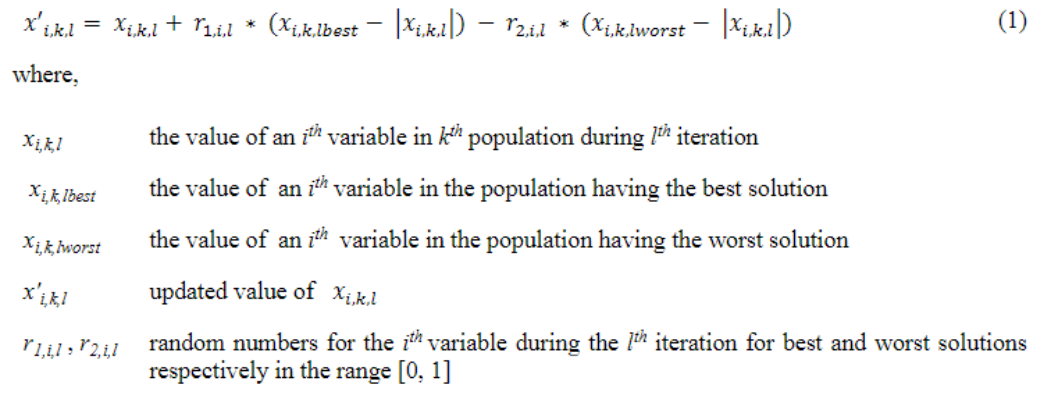 x'_{i,k,l} = x_{i,k,l} + r_{1,i,l} * (x_{i,k,lbest} − |x_{i,k,l}|) − r_{2,i,l} * (x_{i,k,lworst} − |x_{i,k,l}|) (1)
where,
x_{i,k,l} the value of an i^{th} variable in k^{th} population during l^{th} iteration
x_{i,k,lbest} the value of an i^{th} variable in the population having the best solution
x_{i,k,lworst} the value of an i^{th} variable in the population having the worst solution
x'_{i,k,l} updated value of x_{i,k,l}
r_{1,i,l} , r_{2,i,l} random numbers for the i^{th} variable during the l^{th} iteration for best and worst solutions
respectively in the range [0, 1]